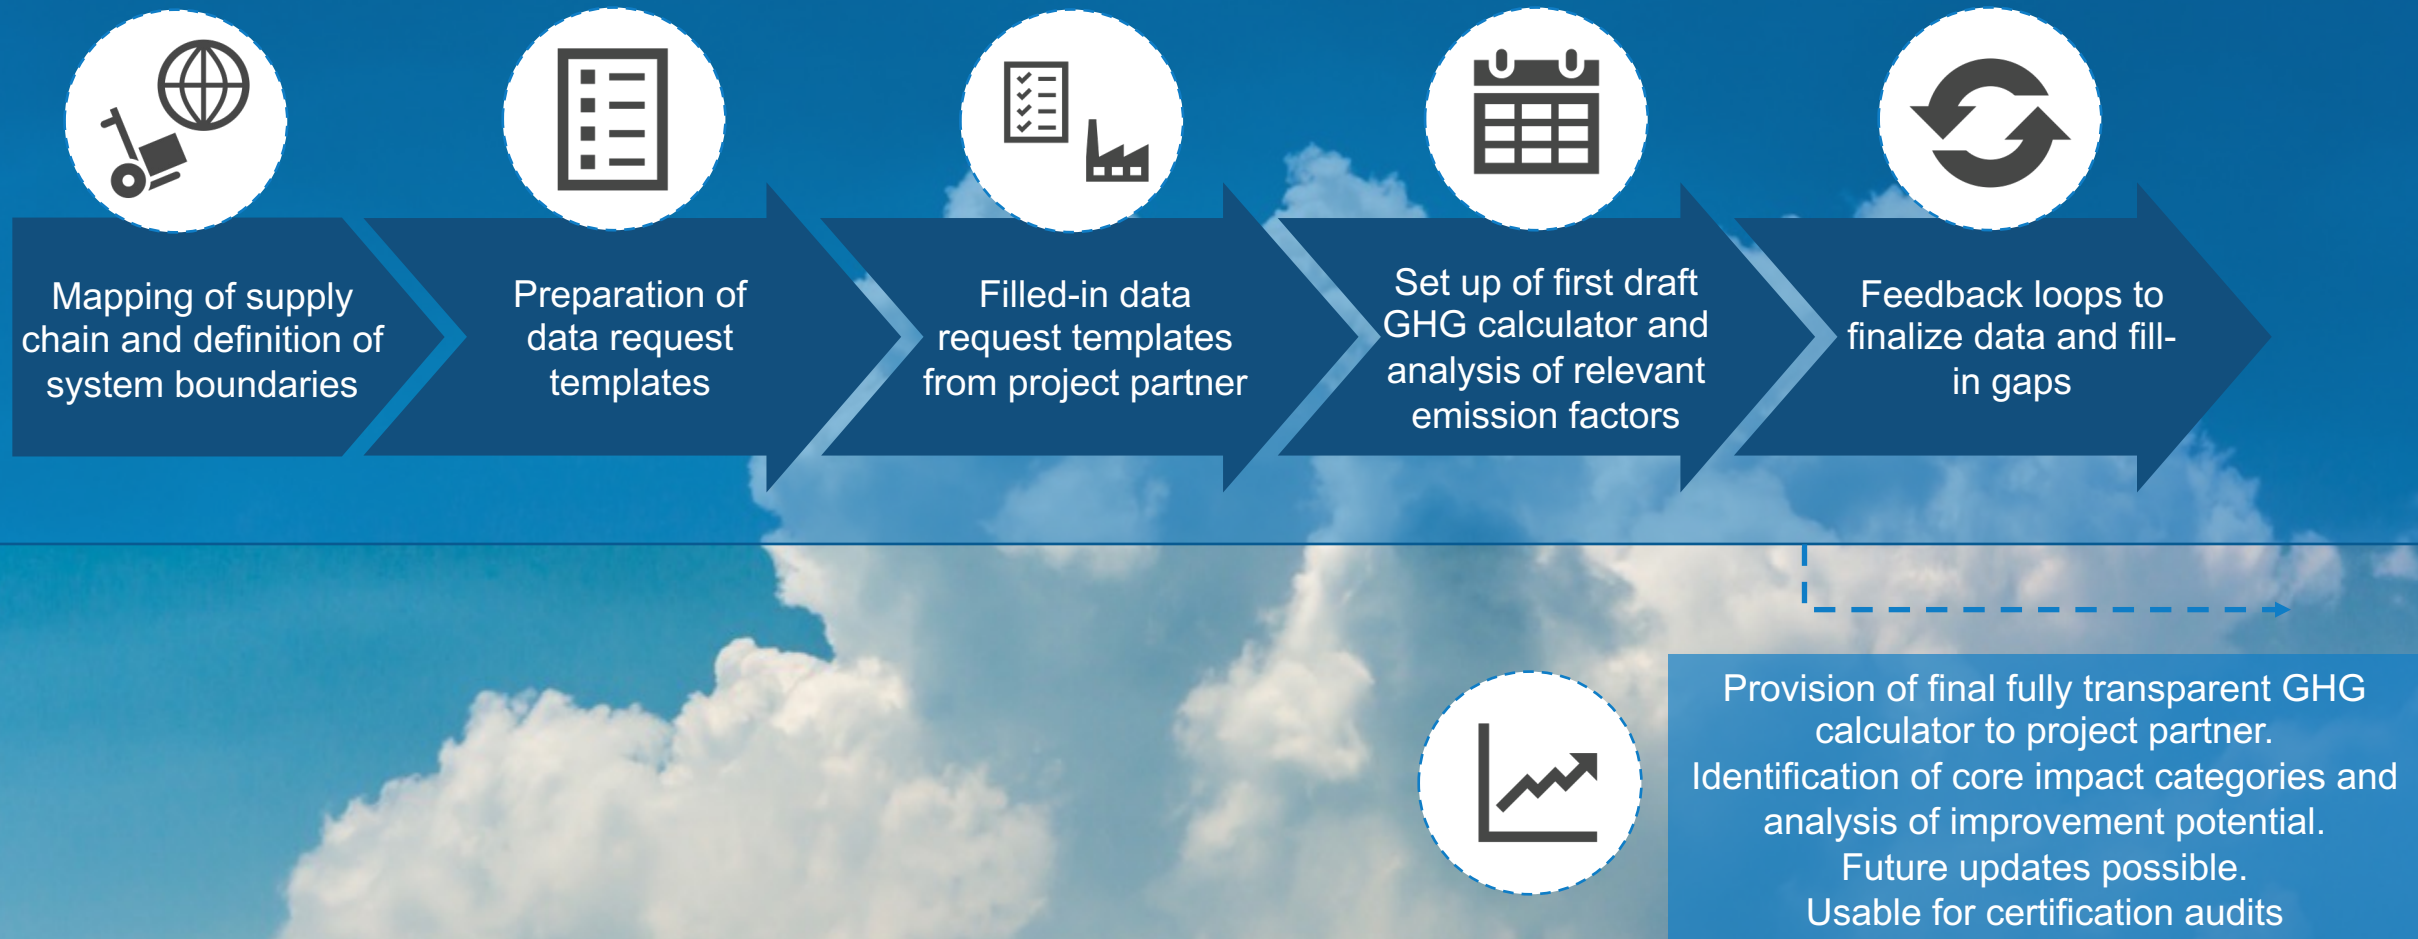 Mapping of supply
chain and definition of
system boundaries
Preparation of
data request
templates
Filled-in data
request templates
from project partner
Set up of first draft
GHG calculator and
analysis of relevant
emission factors
Feedback loops to
finalize data and fill-
in gaps
Provision of final fully transparent GHG
calculator to project partner.
Identification of core impact categories and
analysis of improvement potential.
Future updates possible.
Usable for certification audits